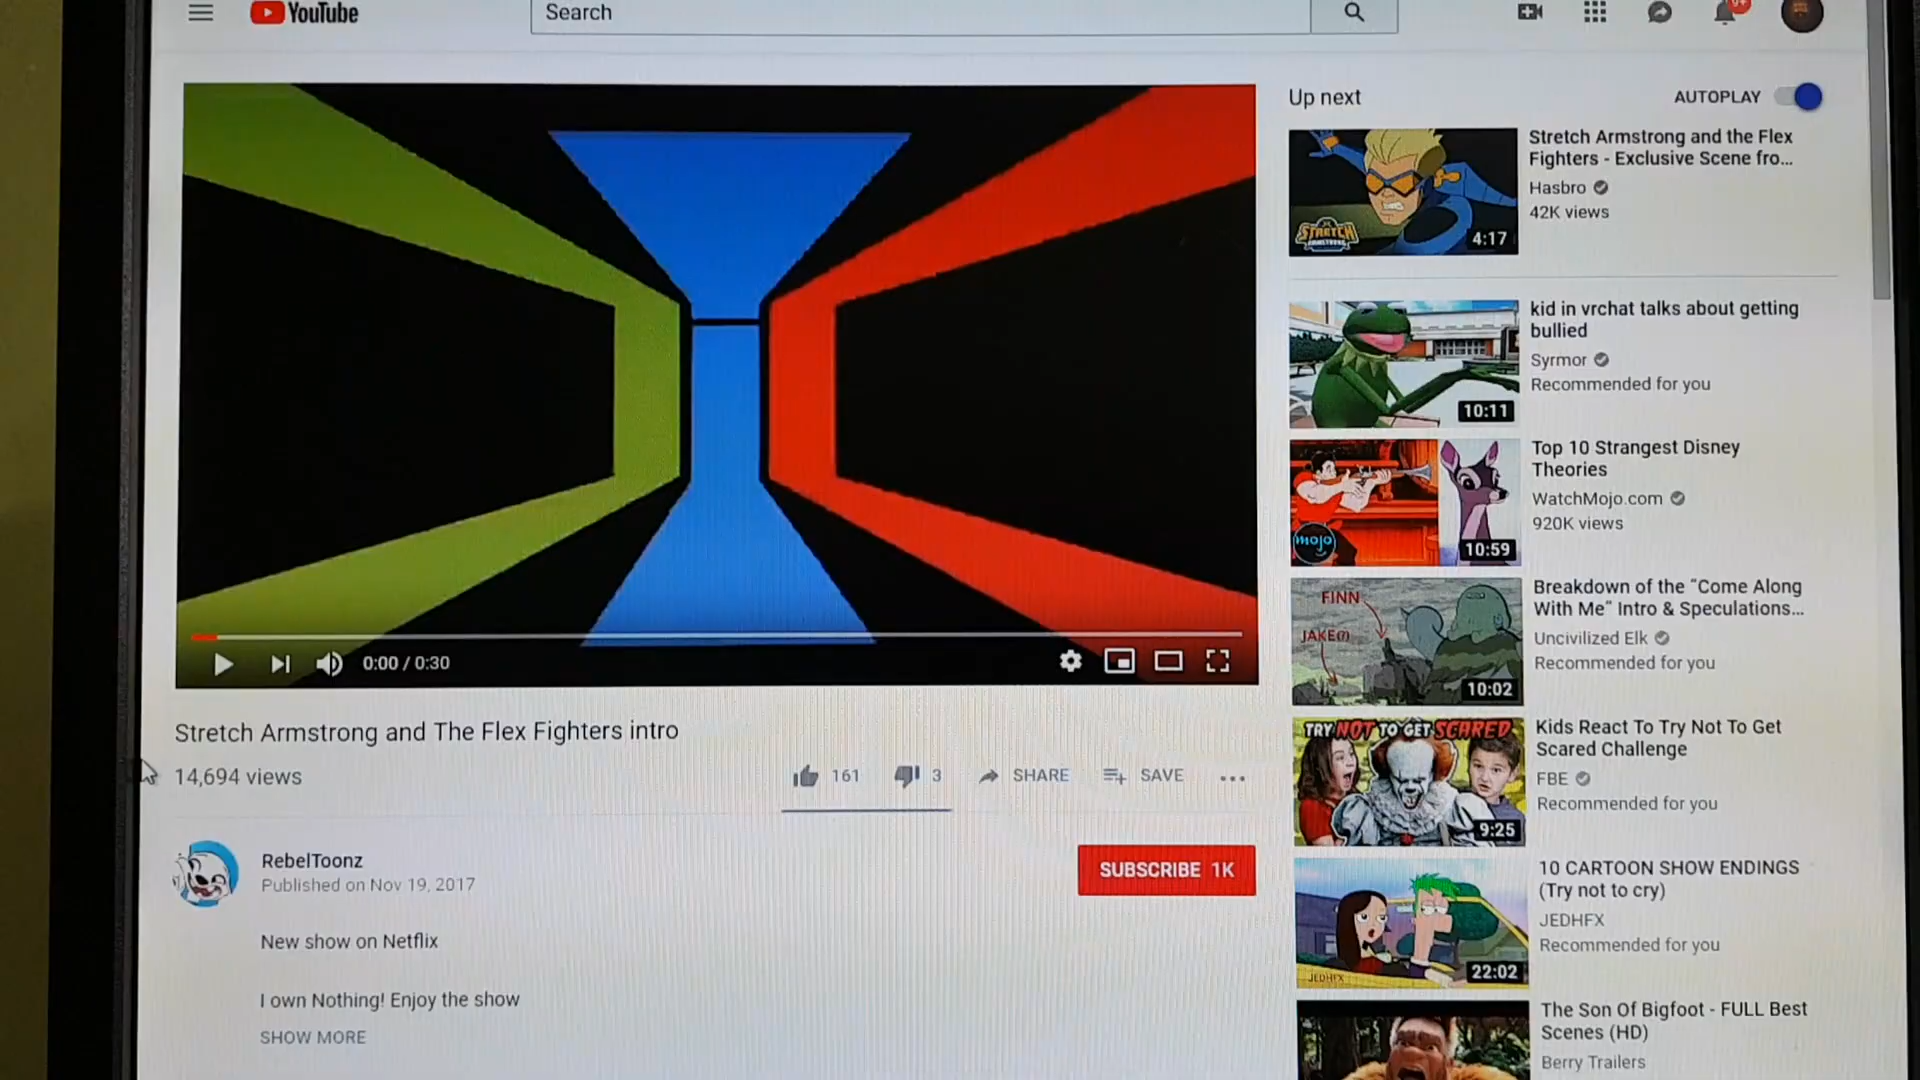 YouTube
Search
9+
Up next
AUTOPLAY
Stretch Armstrong and the Flex
Fighters - Exclusive Scene fro...
Hasbro
42K views
STRETCH
ARMSTRONG
4:17
kid in vrchat talks about getting
bullied
Syrmor
Recommended for you
10:11
Top 10 Strangest Disney
Theories
WatchMojo.com
920K views
mojo
10:59
Breakdown of the "Come Along
With Me" Intro & Speculations...
Uncivilized Elk
Recommended for you
FINN
JAKE(?)
10:02
Kids React To Try Not To Get
Scared Challenge
FBE
Recommended for you
TRY NOT TO GET SCARED
9:25
10 CARTOON SHOW ENDINGS
(Try not to cry)
JEDHFX
Recommended for you
JEDHFX
22:02
The Son Of Bigfoot - FULL Best
Scenes (HD)
Berry Trailers
0:00 / 0:30
Stretch Armstrong and The Flex Fighters intro
14,694 views
161
3
SHARE
SAVE
RebelToonz
Published on Nov 19, 2017
SUBSCRIBE 1K
New show on Netflix
I own Nothing! Enjoy the show
SHOW MORE